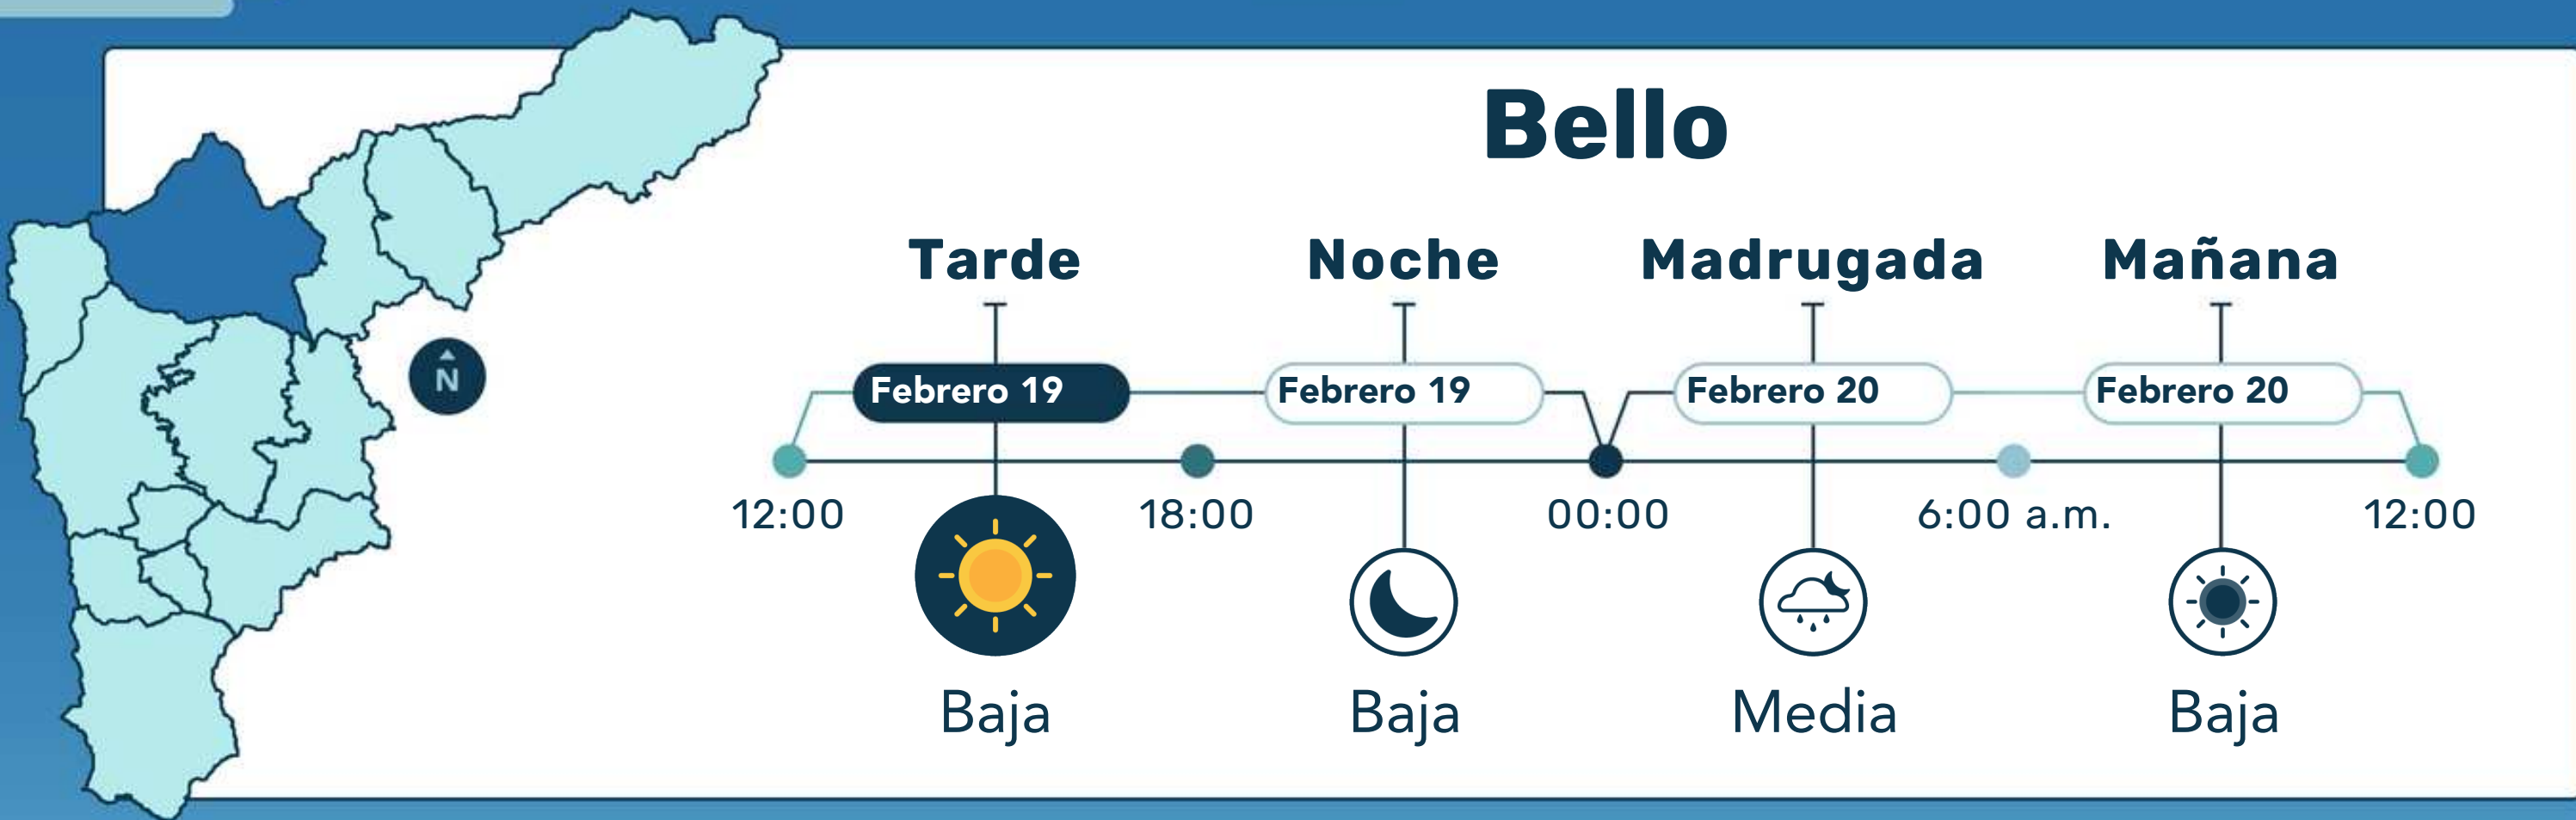 Bello
Tarde Noche Madrugada Mañana
N
Febrero 19 Febrero 19 Febrero 20 Febrero 20
12:00 18:00 00:00 6:00 a.m. 12:00
Baja Baja Media Baja